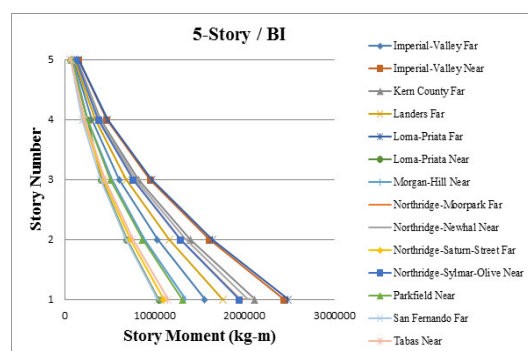 5-Story / BI
5
4
3
2
1
Story Number
0
1000000
2000000
3000000
Story Moment (kg-m)
Imperial-Valley Far
Imperial-Valley Near
Kern County Far
Landers Far
Loma-Priata Far
Loma-Priata Near
Morgan-Hill Near
Northridge-Moorpark Far
Northridge-Newhal Near
Northridge-Saturn-Street Far
Northridge-Sylmar-Olive Near
Parkfield Near
San Fernando Far
Tabas Near